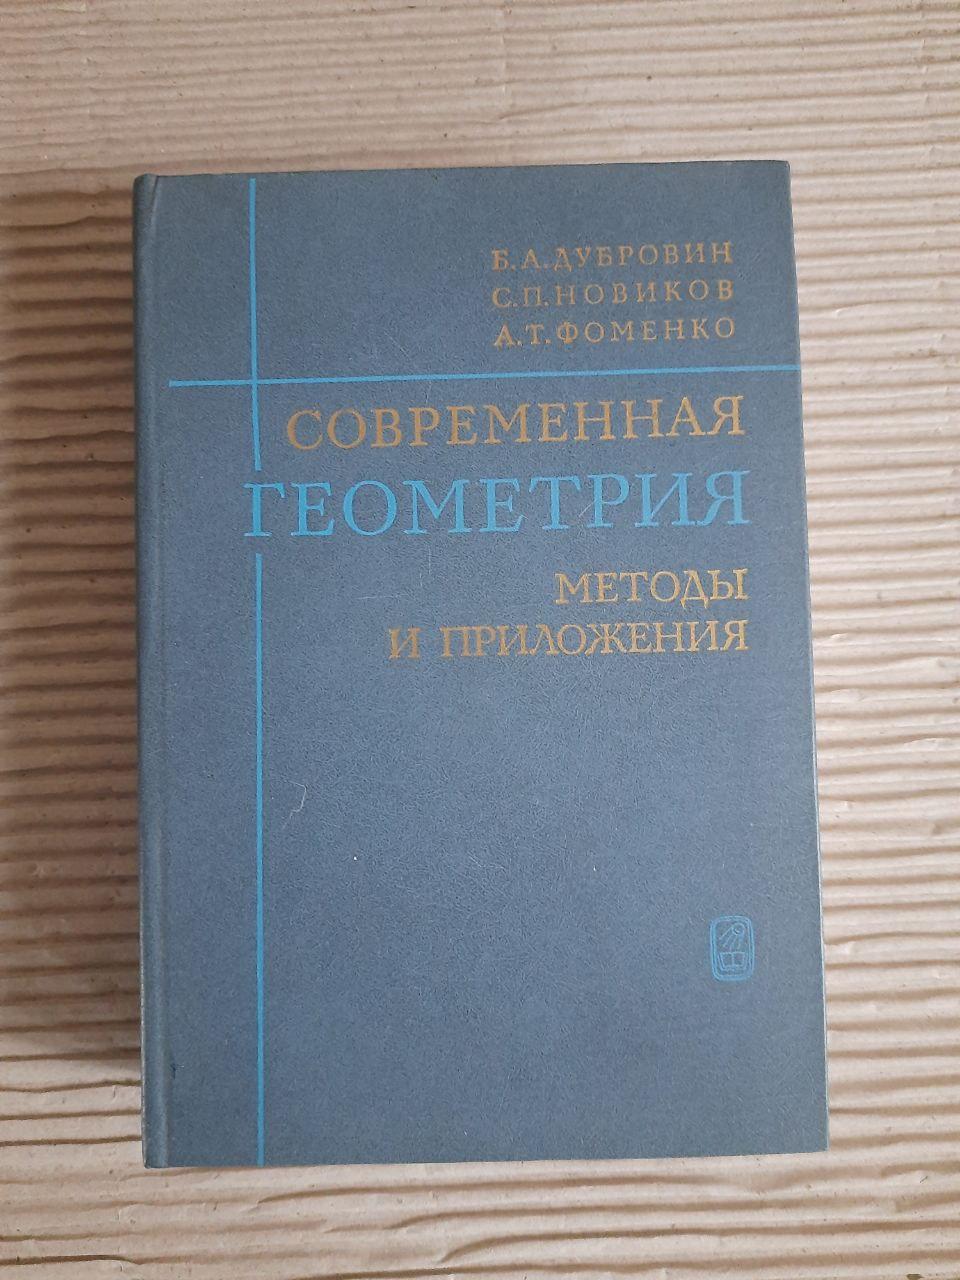 Б. А. ДУБРОВИН
С. П. НОВИКОВ
А. Т. ФОМЕНКО
СОВРЕМЕННАЯ
ГЕОМЕТРИЯ
МЕТОДЫ
И ПРИЛОЖЕНИЯ